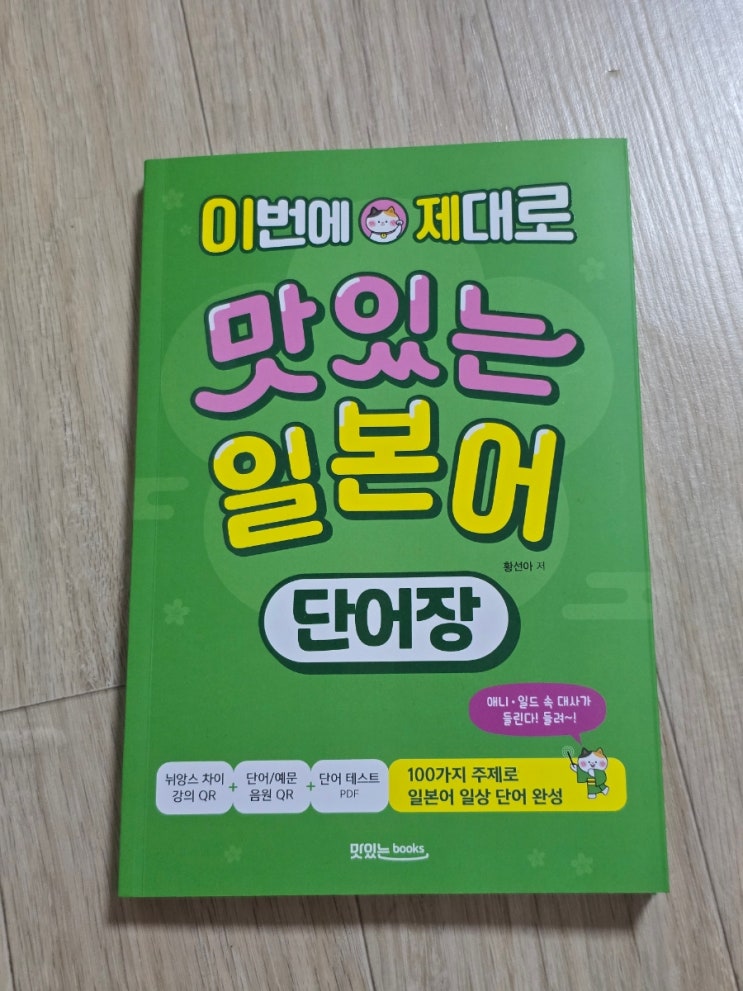 이번에 제대로
맛있는
일본어
황선아 저
단어장
애니·일드 속 대사가
들린다! 들려~!
뉘앙스 차이
강의 QR
+
단어/예문
음원 QR
+
단어 테스트
PDF
100가지 주제로
일본어 일상 단어 완성
맛있는 books